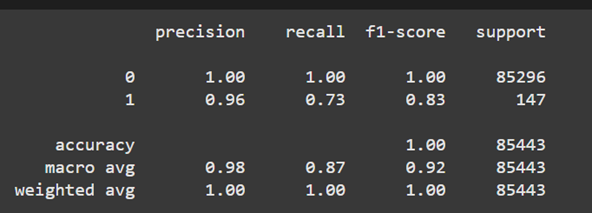 precision recall f1-score support
0 1.00 1.00 1.00 85296
1 0.96 0.73 0.83 147
accuracy 1.00 85443
macro avg 0.98 0.87 0.92 85443
weighted avg 1.00 1.00 1.00 85443